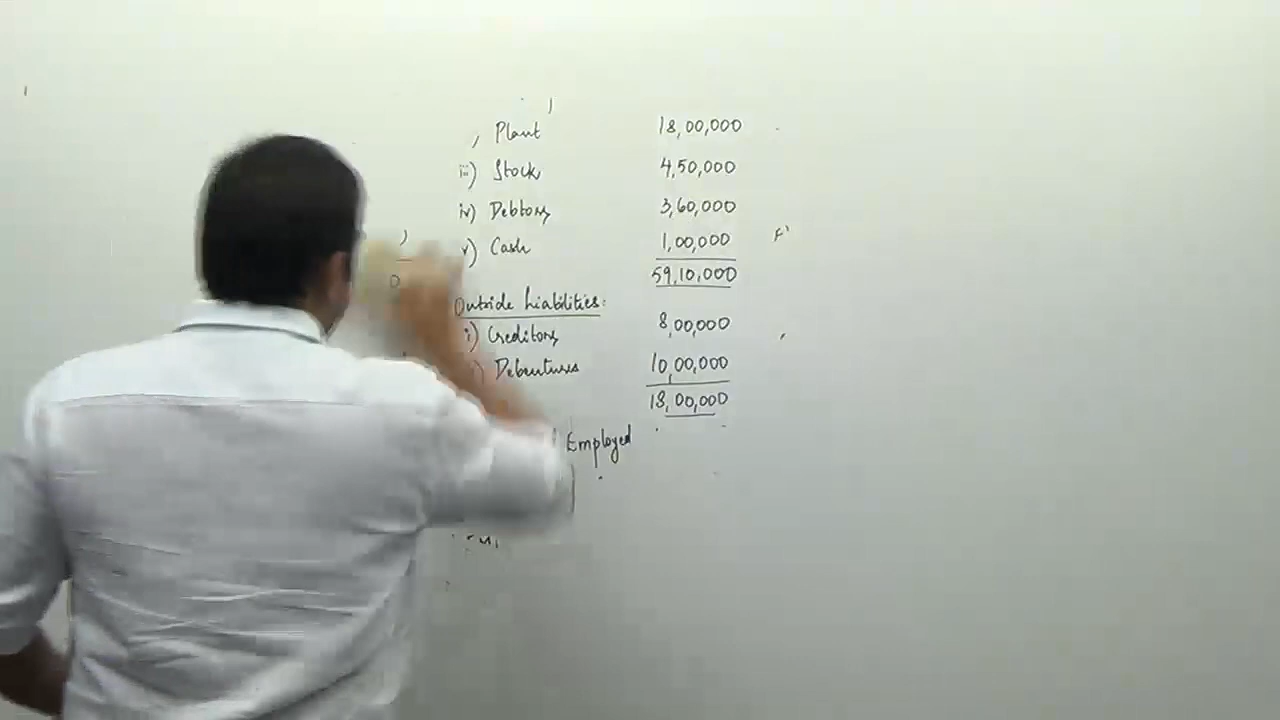 Plant 18,00,000
iii) Stock 4,50,000
iv) Debtors 3,60,000
v) Cash 1,00,000
59,10,000
Outside Liabilities:
i) Creditors 8,00,000
) Debentures 10,00,000
18,00,000
Employed